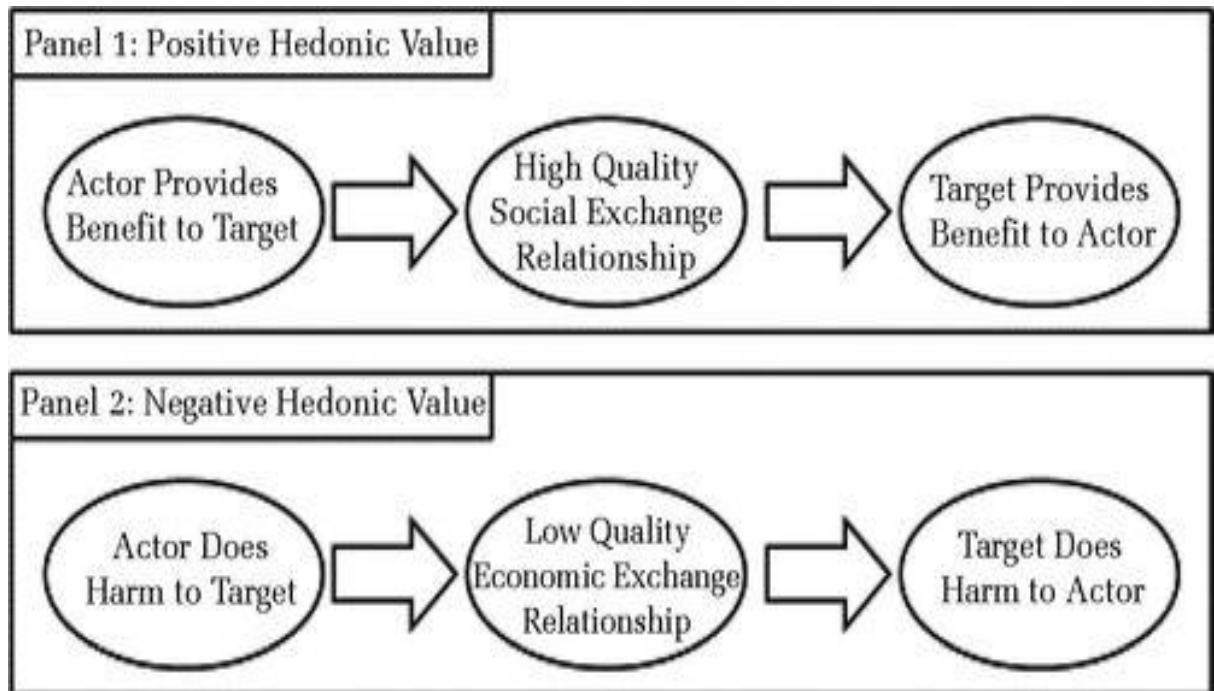 Panel 1: Positive Hedonic Value
Actor Provides
Benefit to Target
High Quality
Social Exchange
Relationship
Target Provides
Benefit to Actor
Panel 2: Negative Hedonic Value
Actor Does
Harm to Target
Low Quality
Economic Exchange
Relationship
Target Does
Harm to Actor